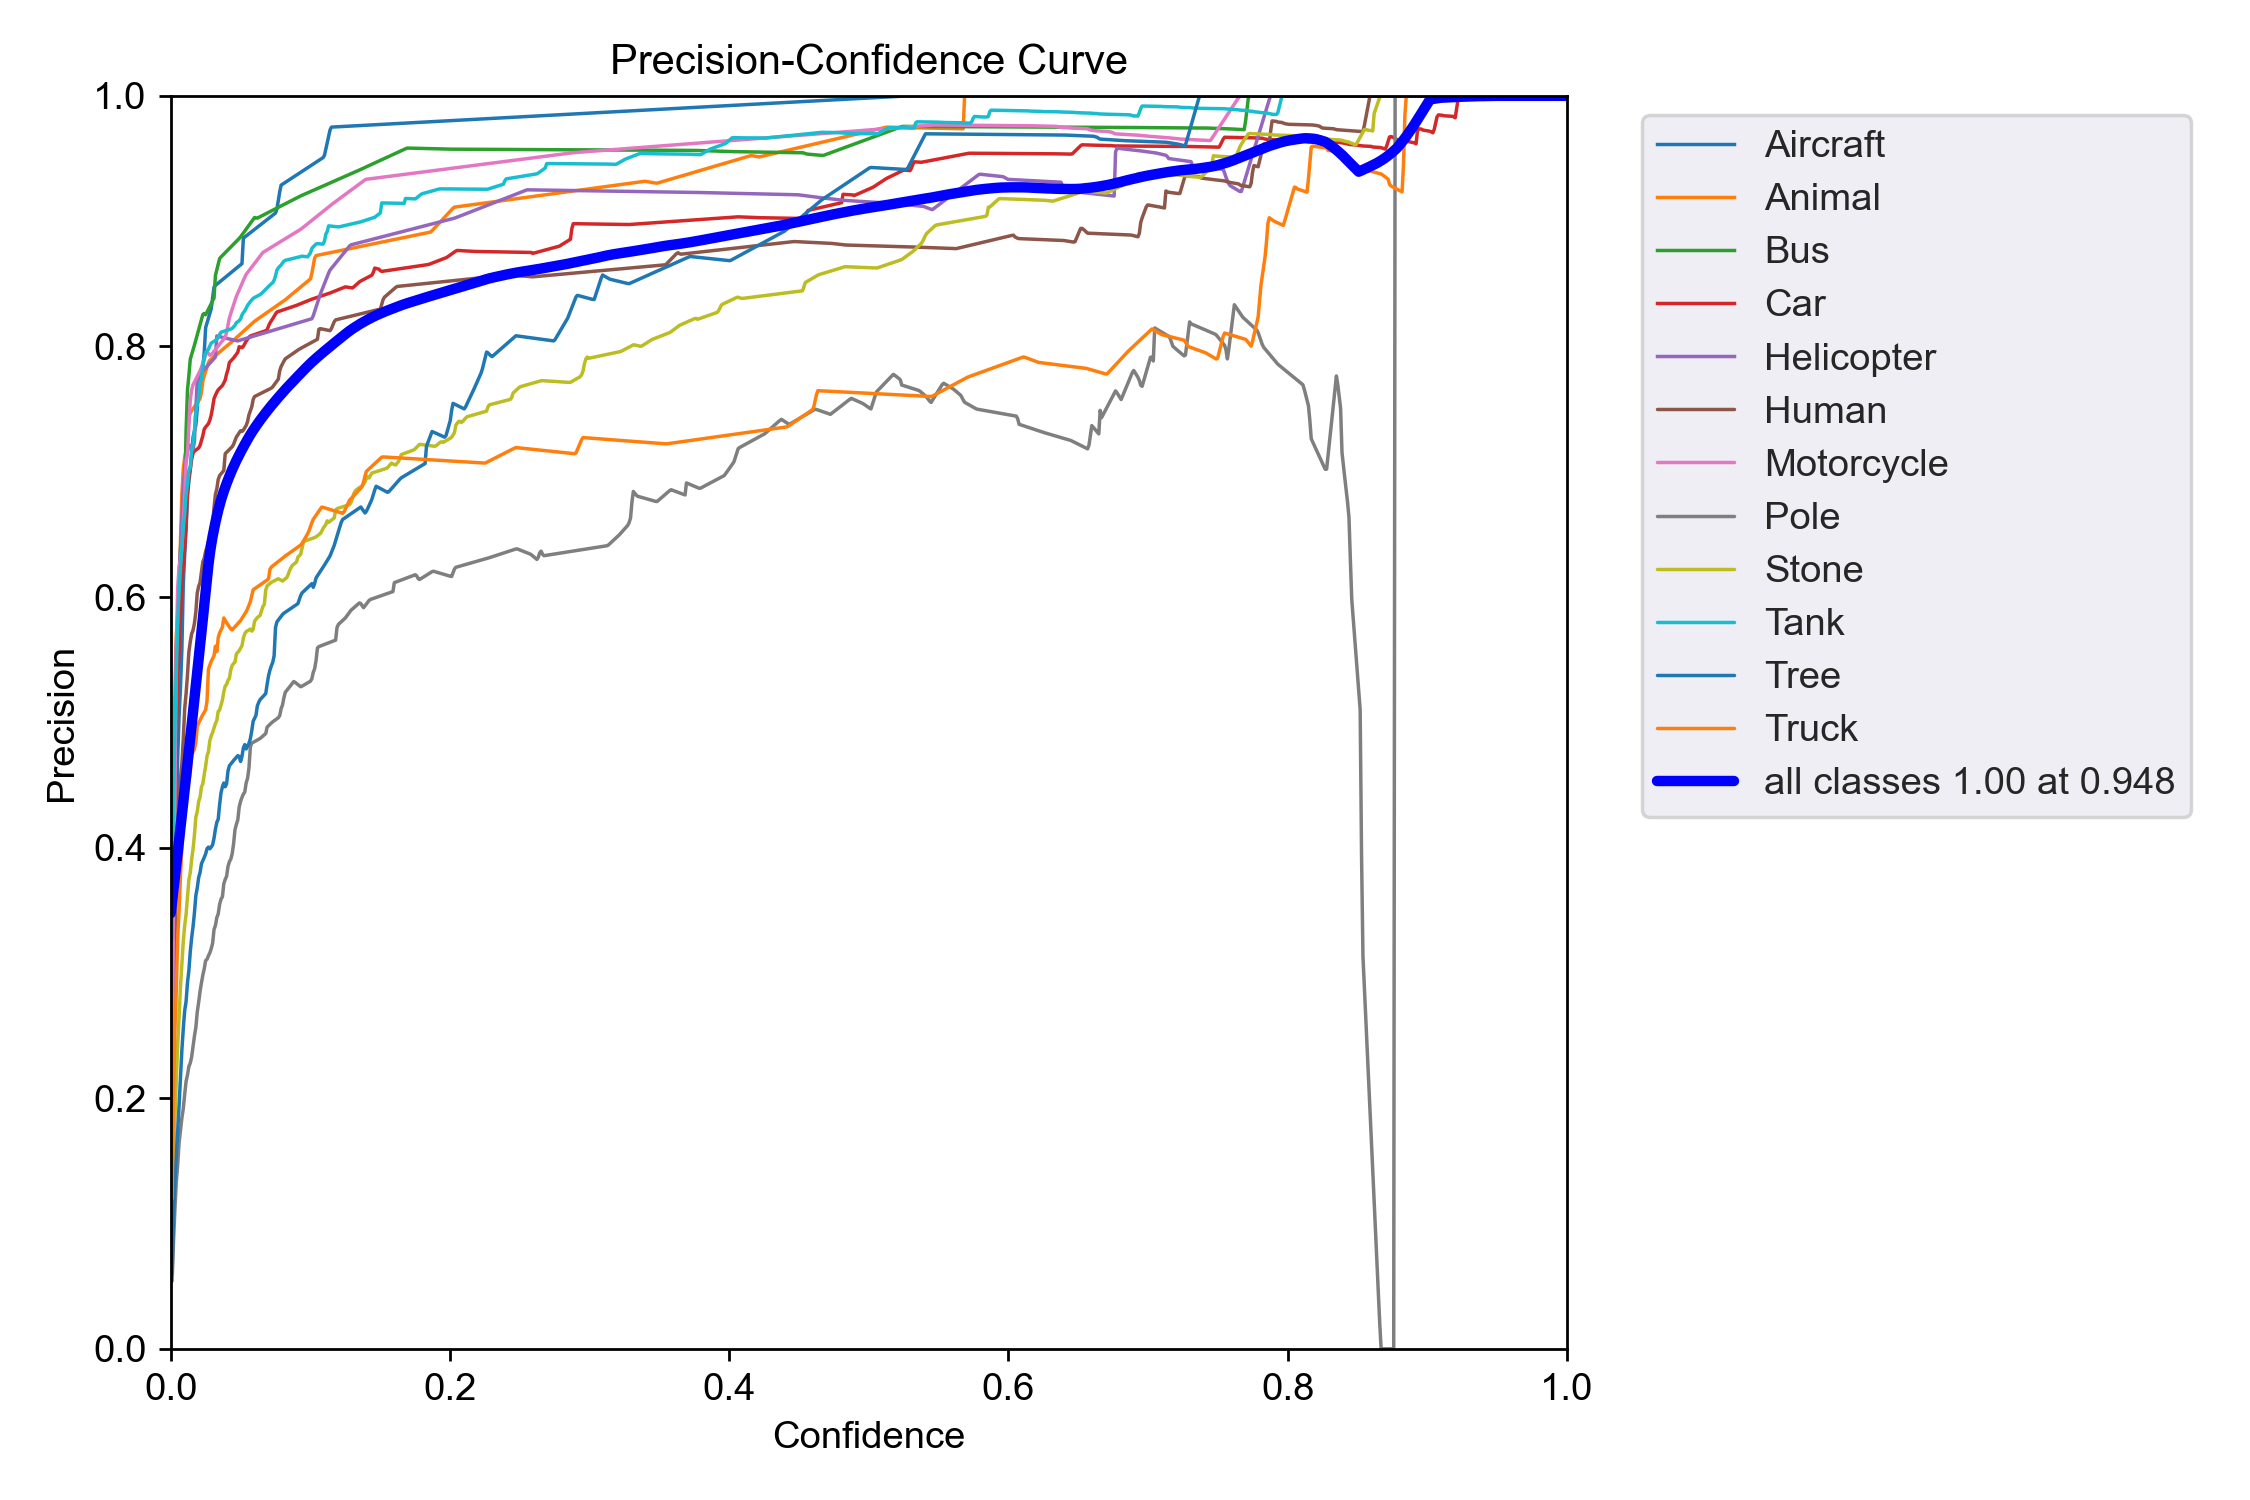 Precision-Confidence Curve
1.0
0.8
0.6
0.4
0.2
0.0
Precision
0.0 0.2 0.4 0.6 0.8 1.0
Confidence
Aircraft
Animal
Bus
Car
Helicopter
Human
Motorcycle
Pole
Stone
Tank
Tree
Truck
all classes 1.00 at 0.948